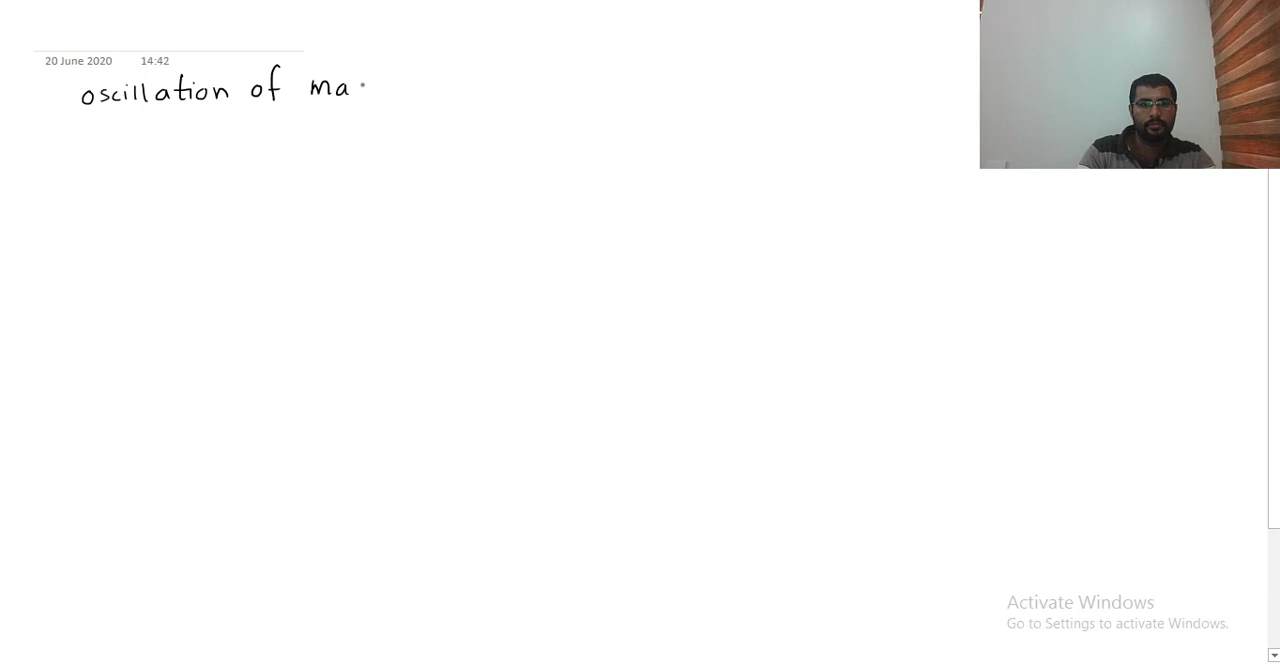 20 June 2020 14:42
oscillation of ma
Activate Windows
Go to Settings to activate Windows.